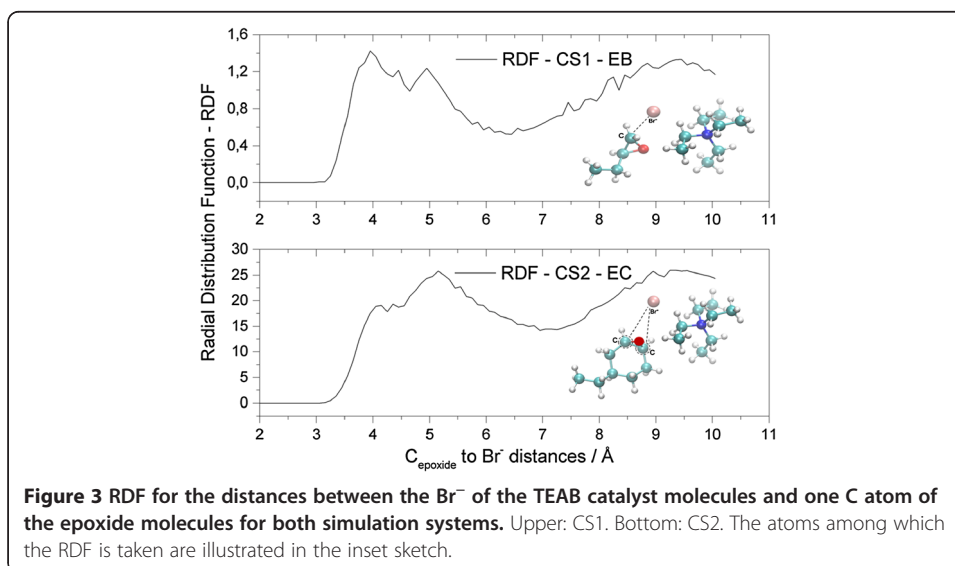 1,6
1,2
0,8
0,4
0,0
RDF - CS1 - EB
Br⁻
C
2 3 4 5 6 7 8 9 10 11
Radial Distribution Function - RDF
30
25
20
15
10
5
0
RDF - CS2 - EC
Br⁻
C
C
2 3 4 5 6 7 8 9 10 11
C_epoxide to Br⁻ distances / Å
Figure 3 RDF for the distances between the Br⁻ of the TEAB catalyst molecules and one C atom of
the epoxide molecules for both simulation systems. Upper: CS1. Bottom: CS2. The atoms among which
the RDF is taken are illustrated in the inset sketch.